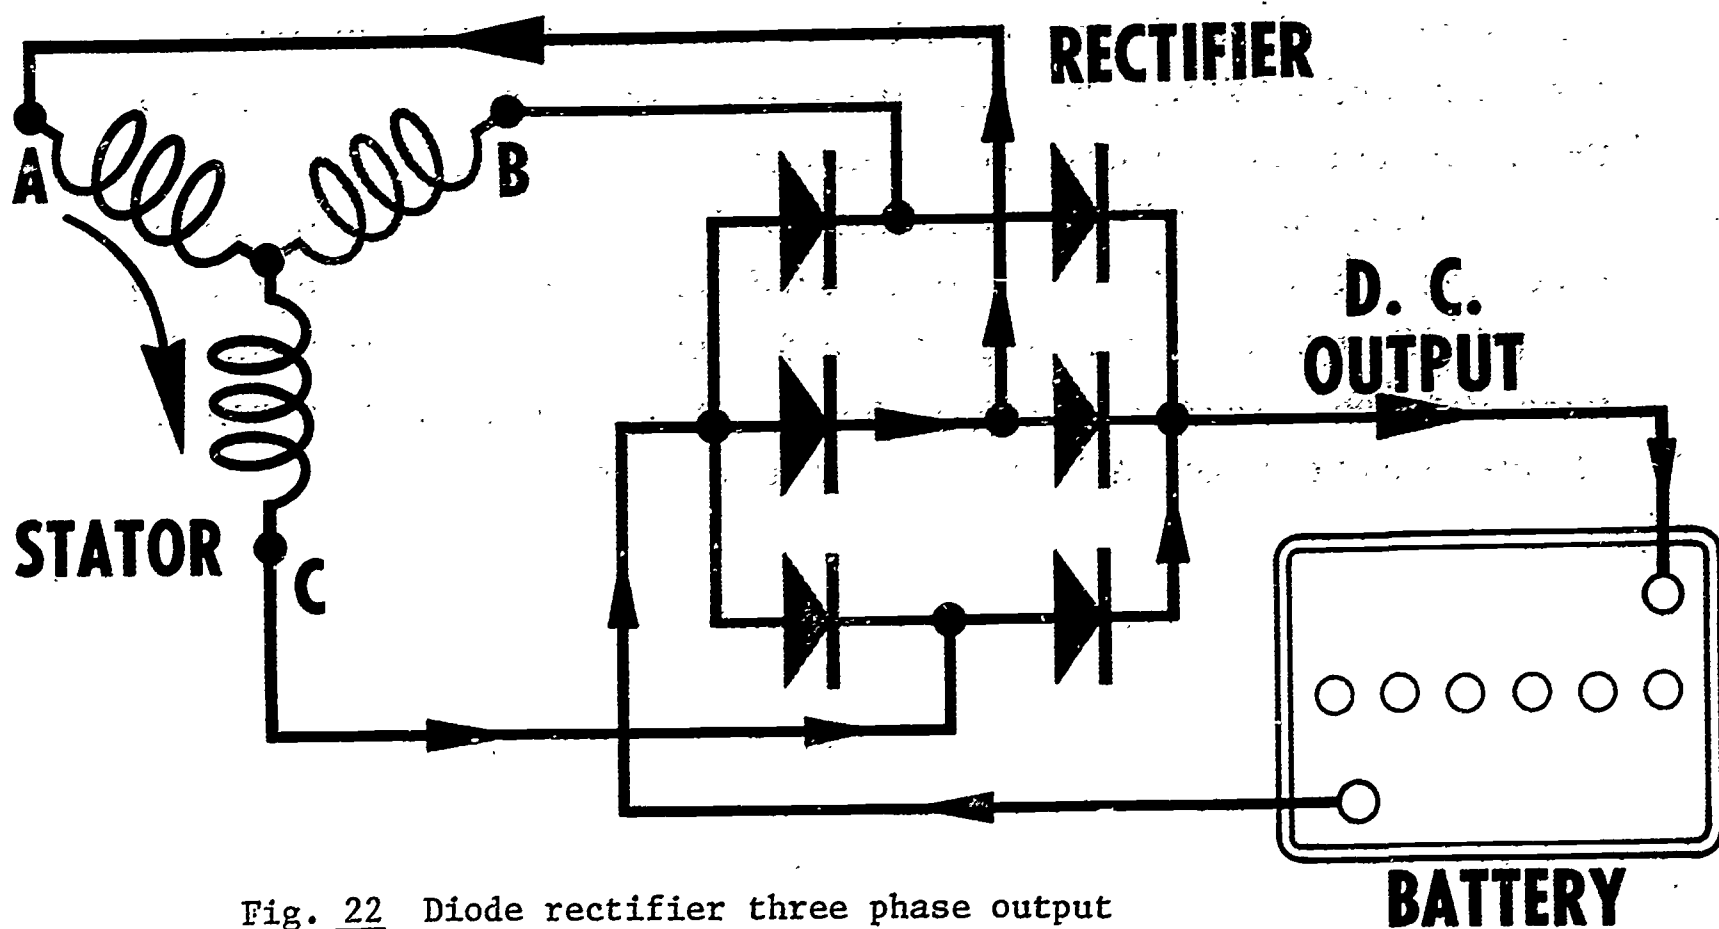 RECTIFIER
A
B
D. C.
OUTPUT
STATOR
C
BATTERY
Fig. 22 Diode rectifier three phase output